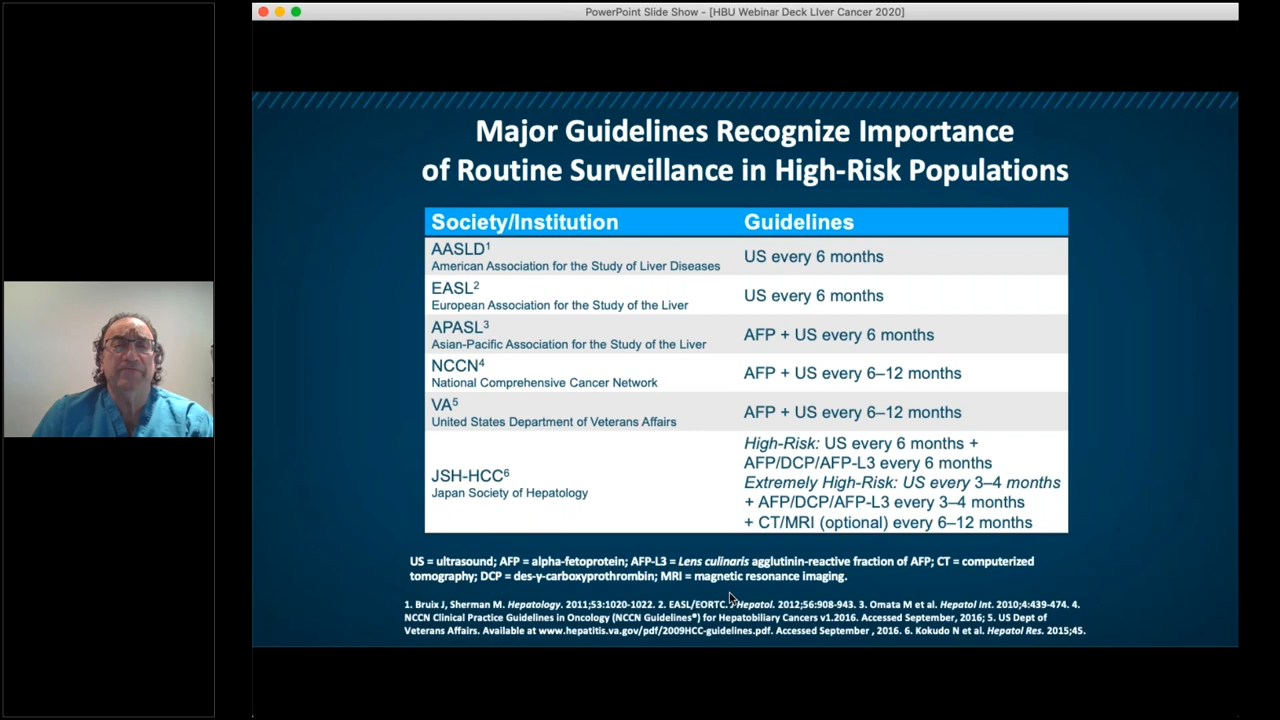 PowerPoint Slide Show - [HBU Webinar Deck LIver Cancer 2020]
Major Guidelines Recognize Importance
of Routine Surveillance in High-Risk Populations
Society/Institution Guidelines
AASLD1
American Association for the Study of Liver Diseases
US every 6 months
EASL2
European Association for the Study of the Liver
US every 6 months
APASL3
Asian-Pacific Association for the Study of the Liver
AFP + US every 6 months
NCCN4
National Comprehensive Cancer Network
AFP + US every 6–12 months
VA5
United States Department of Veterans Affairs
AFP + US every 6–12 months
JSH-HCC6
Japan Society of Hepatology
High-Risk: US every 6 months +
AFP/DCP/AFP-L3 every 6 months
Extremely High-Risk: US every 3–4 months
+ AFP/DCP/AFP-L3 every 3–4 months
+ CT/MRI (optional) every 6–12 months
US = ultrasound; AFP = alpha-fetoprotein; AFP-L3 = Lens culinaris agglutinin-reactive fraction of AFP; CT = computerized
tomography; DCP = des-γ-carboxyprothrombin; MRI = magnetic resonance imaging.
1. Bruix J, Sherman M. Hepatology. 2011;53:1020-1022. 2. EASL/EORTC. Hepatol. 2012;56:908-943. 3. Omata M et al. Hepatol Int. 2010;4:439-474. 4.
NCCN Clinical Practice Guidelines in Oncology (NCCN Guidelines®) for Hepatobiliary Cancers v1.2016. Accessed September, 2016; 5. US Dept of
Veterans Affairs. Available at www.hepatitis.va.gov/pdf/2009HCC-guidelines.pdf. Accessed September , 2016. 6. Kokudo N et al. Hepatol Res. 2015;45.